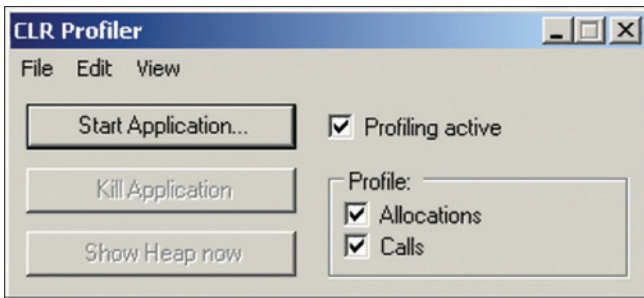 CLR Profiler
File Edit View
Start Application...
Profiling active
Kill Application
Profile:
Allocations
Show Heap now
Calls